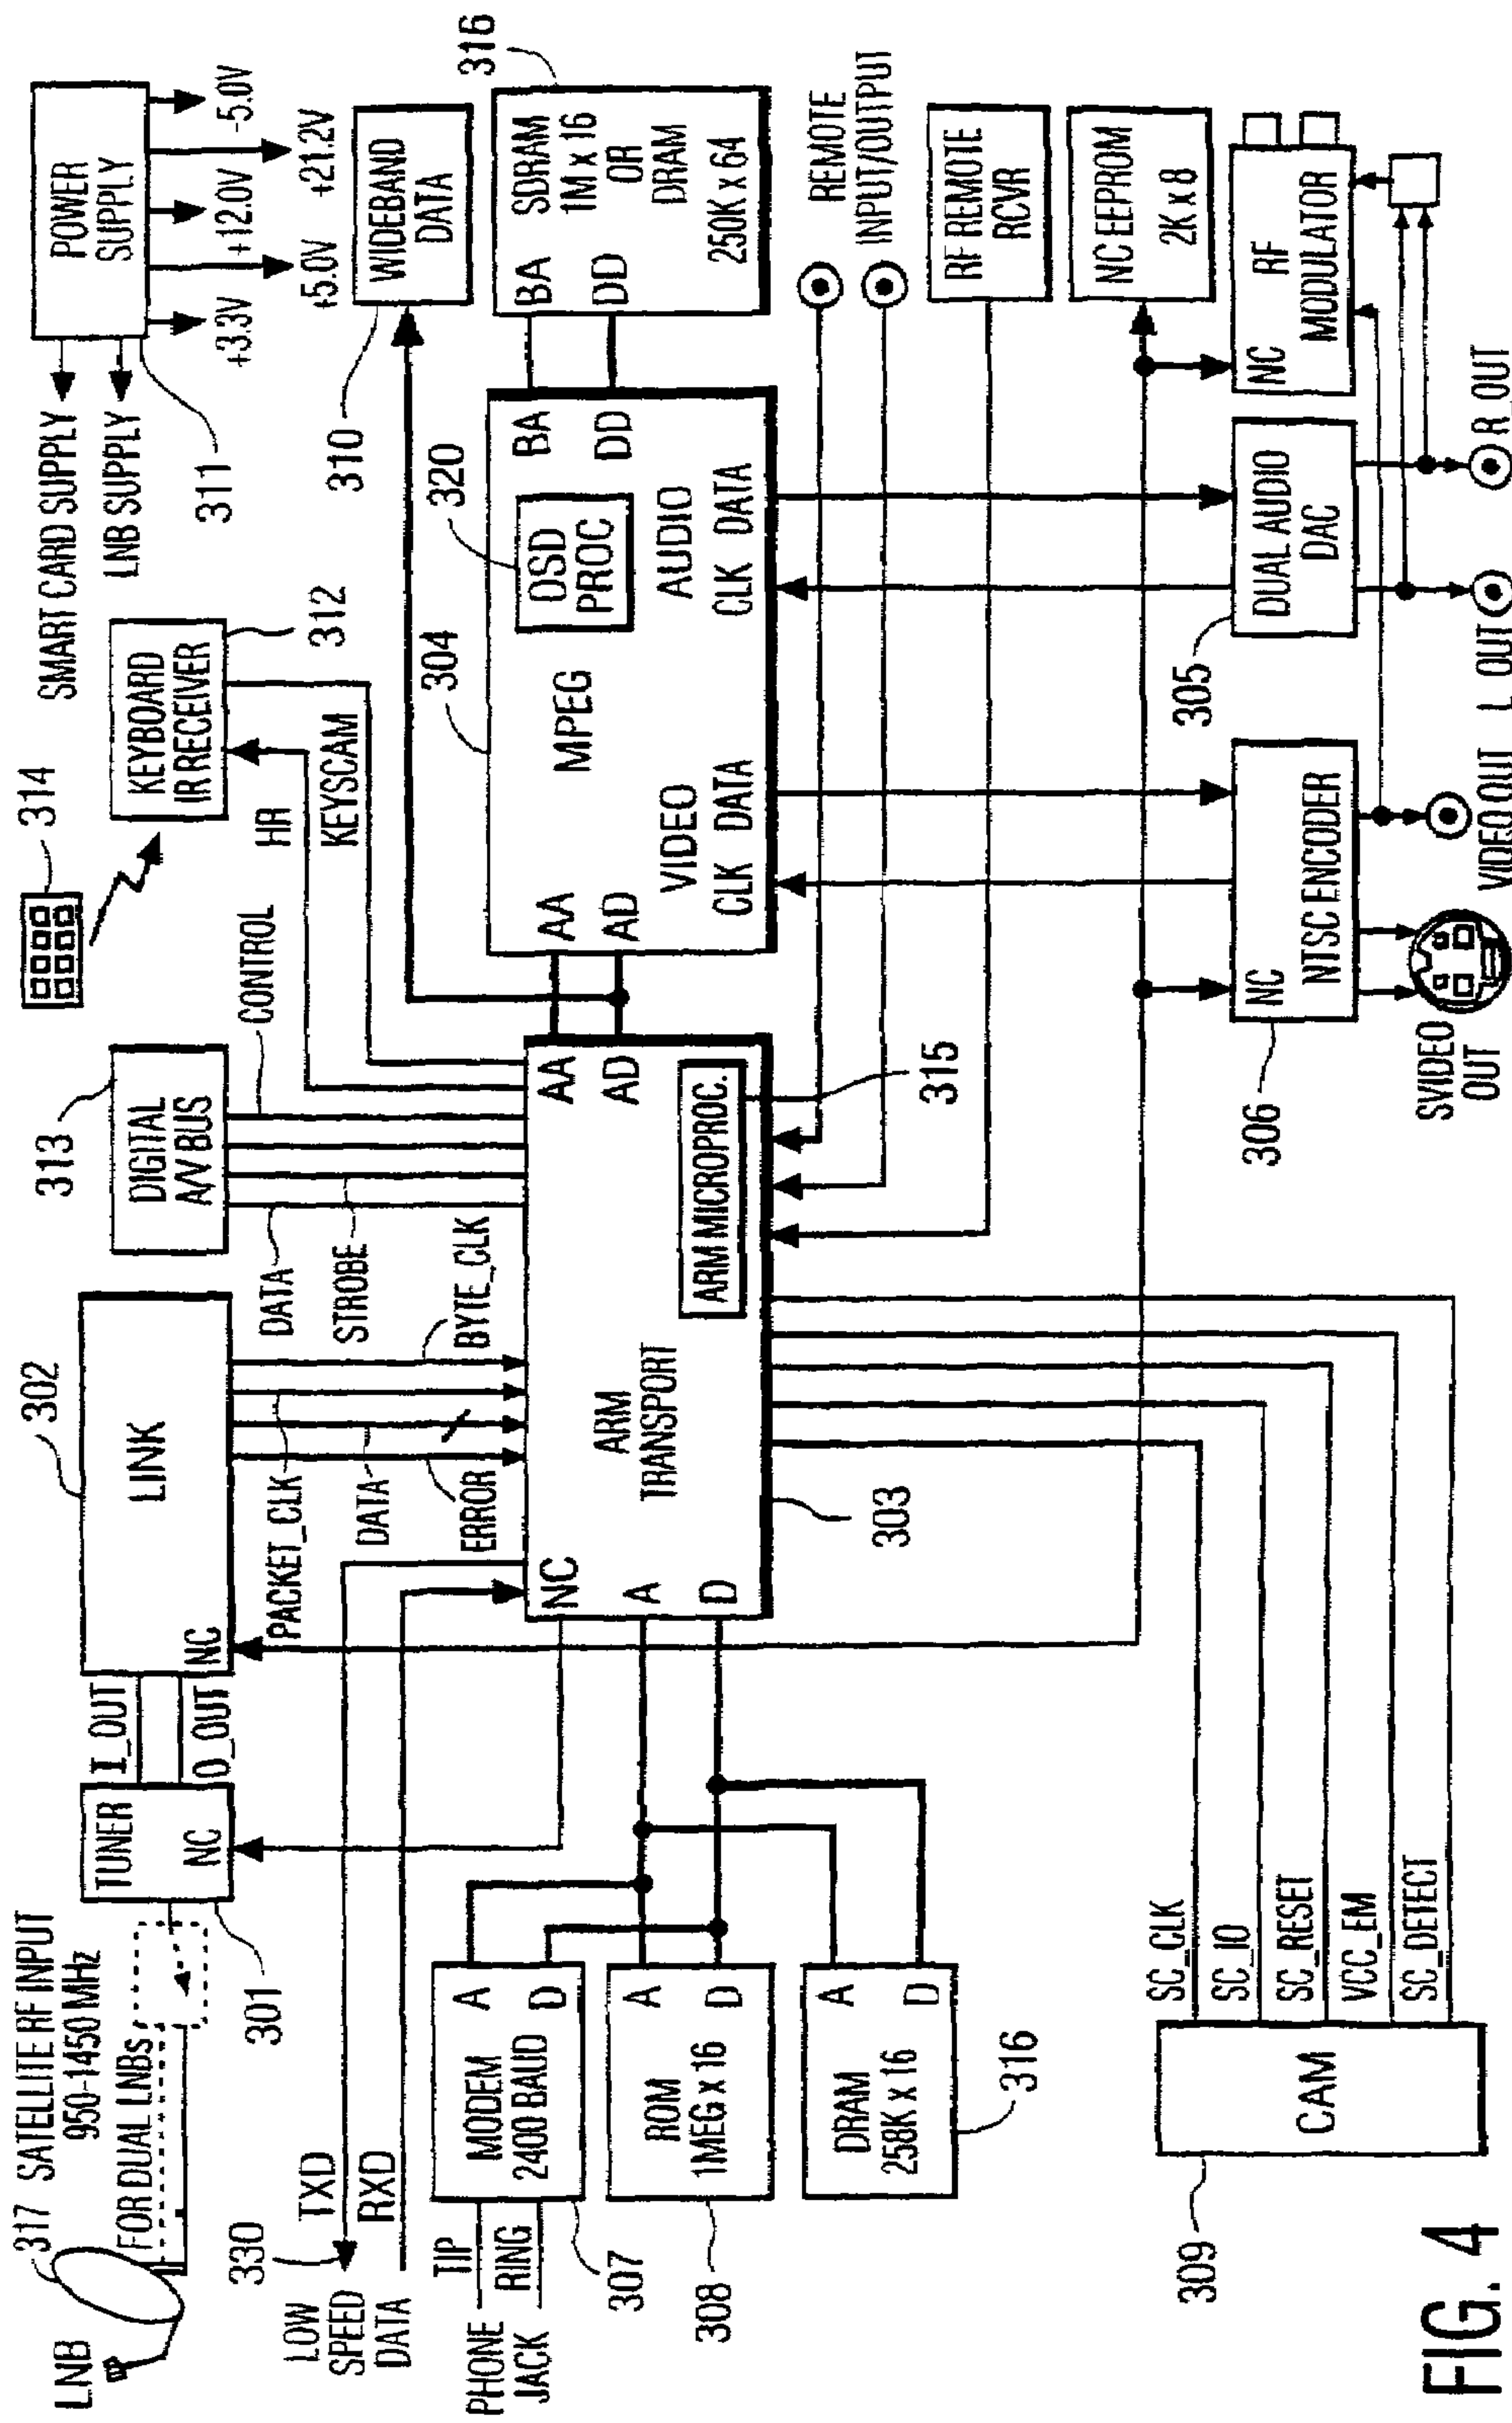 317
SATELLITE RF INPUT
950-1450 MHz
LNB
FOR DUAL LNBs
301
TUNER
NC
I_OUT
O_OUT
302
LINK
NC
PACKET_CLK
DATA
ERROR
BYTE_CLK
313
DIGITAL
A/V BUS
DATA
STROBE
CONTROL
314
KEYBOARD
IR RECEIVER
312
HR
KEYSCAM
SMART CARD SUPPLY
LNB SUPPLY
311
POWER
SUPPLY
+3.3V
+5.0V
+12.0V
+21.2V
-5.0V
310
WIDEBAND
DATA
316
SDRAM
1M x 16
OR
DRAM
250K x 64
BA
DD
304
320
OSD
PROC
MPEG
AA
AD
BA
DD
VIDEO
CLK DATA
AUDIO
CLK DATA
330
TXD
RXD
LOW
SPEED
DATA
TIP
RING
PHONE
JACK
MODEM
2400 BAUD
A
D
307
ROM
1MEG x 16
A
D
308
DRAM
258K x 16
A
D
316
NC
A
D
ARM
TRANSPORT
AA
AD
ARM MICROPROC.
315
303
REMOTE
INPUT/OUTPUT
RF REMOTE
RCVR
NC EEPROM
2K x 8
NC
RF
MODULATOR
DUAL AUDIO
DAC
305
NC
NTSC ENCODER
306
SVIDEO
OUT
VIDEO OUT
L OUT
R OUT
SC_CLK
SC_IO
SC_RESET
VCC_EM
SC_DETECT
CAM
309
FIG. 4